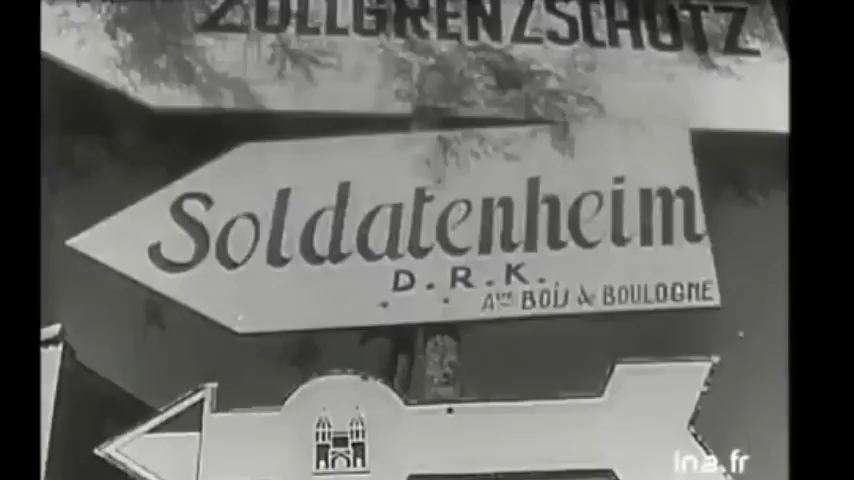 ZOLLGRENZSCHUTZ
Soldatenheim
D.R.K.
Ave BOIS de BOULOGNE
ina.fr